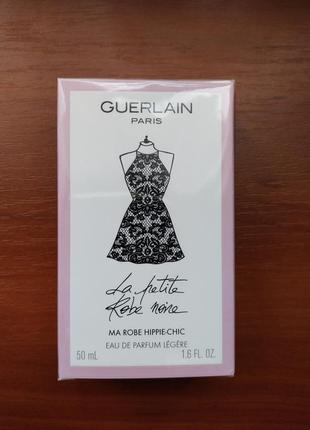 GUERLAIN
PARIS
La petite
Robe noire
MA ROBE HIPPIE-CHIC
EAU DE PARFUM LÉGÈRE
50 mL 1.6 FL. OZ.